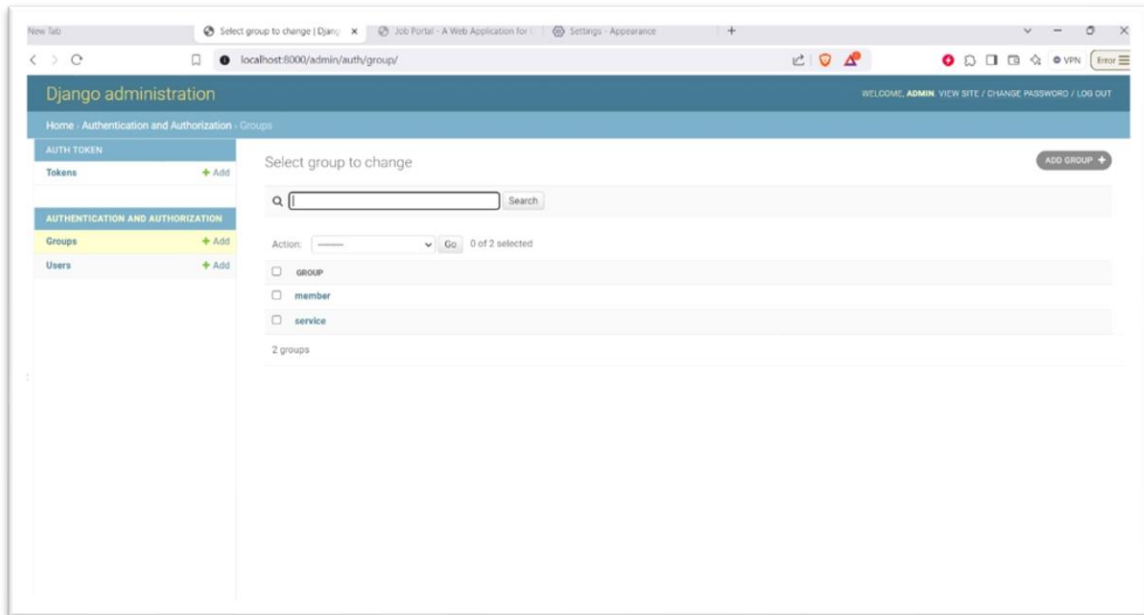 New Tab
Select group to change | Djang
Job Portal - A Web Application for
Settings - Appearance
localhost:8000/admin/auth/group/
VPN
Error
Django administration
WELCOME, ADMIN. VIEW SITE / CHANGE PASSWORD / LOG OUT
Home › Authentication and Authorization › Groups
AUTH TOKEN
Tokens + Add
AUTHENTICATION AND AUTHORIZATION
Groups + Add
Users + Add
Select group to change
ADD GROUP +
Search
Action: --------- Go 0 of 2 selected
GROUP
member
service
2 groups